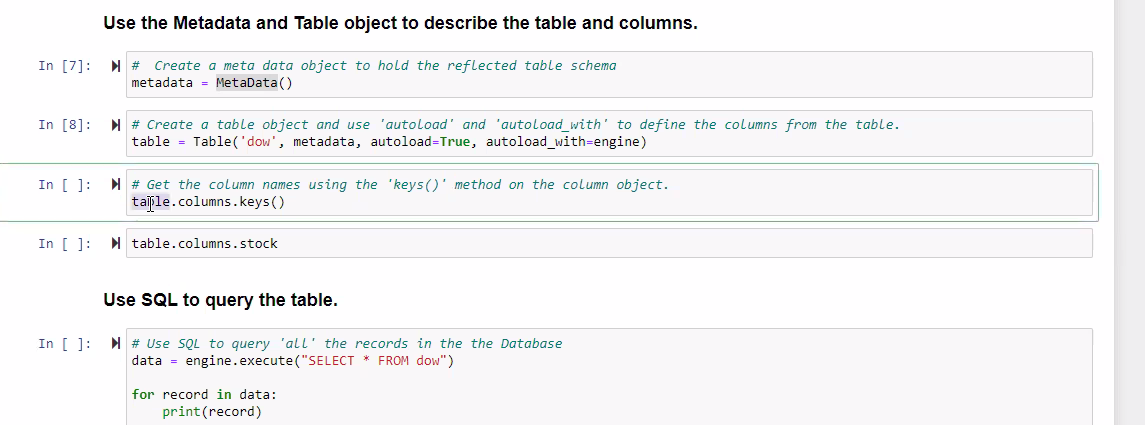 Use the Metadata and Table object to describe the table and columns.
In [7]:
#  Create a meta data object to hold the reflected table schema
metadata = MetaData()
In [8]:
# Create a table object and use 'autoload' and 'autoload_with' to define the columns from the table.
table = Table('dow', metadata, autoload=True, autoload_with=engine)
In [ ]:
# Get the column names using the 'keys()' method on the column object.
table.columns.keys()
In [ ]:
table.columns.stock
Use SQL to query the table.
In [ ]:
# Use SQL to query 'all' the records in the the Database
data = engine.execute("SELECT * FROM dow")
for record in data:
    print(record)